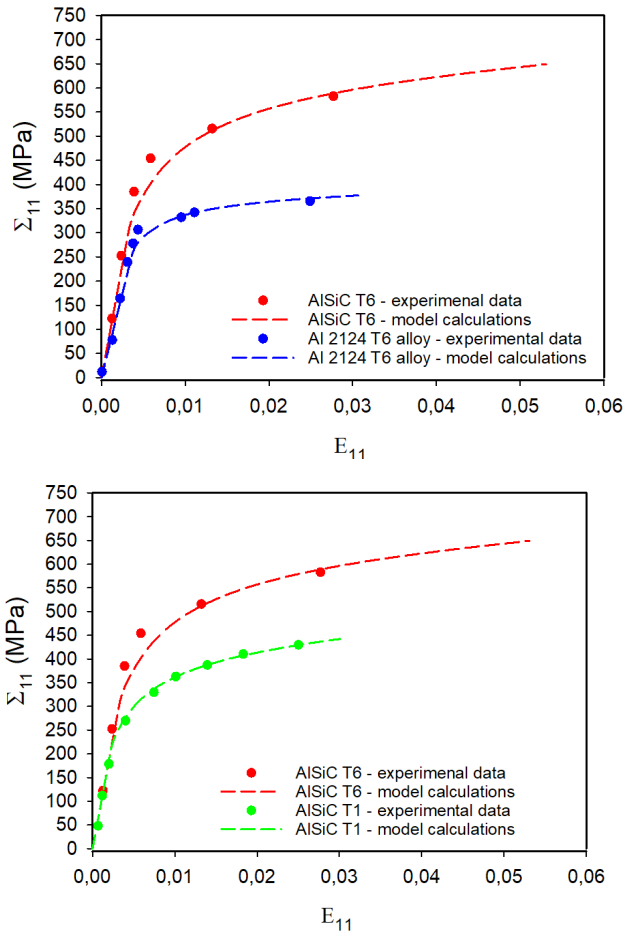 750
700
650
600
550
500
450
400
350
300
250
200
150
100
50
0
Σ11 (MPa)
AlSiC T6 - experimenal data
AlSiC T6 - model calculations
Al 2124 T6 alloy - experimental data
Al 2124 T6 alloy - model calculations
0,00 0,01 0,02 0,03 0,04 0,05 0,06
E11
750
700
650
600
550
500
450
400
350
300
250
200
150
100
50
0
Σ11 (MPa)
AlSiC T6 - experimenal data
AlSiC T6 - model calculations
AlSiC T1 - experimental data
AlSiC T1 - model calculations
0,00 0,01 0,02 0,03 0,04 0,05 0,06
E11